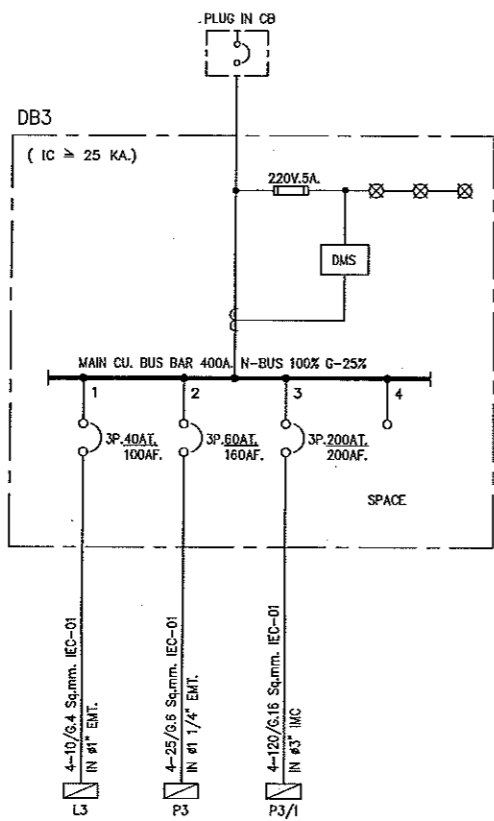 PLUG IN CB
DB3
( IC ≥ 25 KA.)
220V.5A.
DMS
MAIN CU. BUS BAR 400A. N-BUS 100% G-25%
1
2
3
4
3P.40AT.
100AF.
3P.60AT.
160AF.
3P.200AT.
200AF.
SPACE
4-10/G.4 Sq.mm. IEC-01
IN ø1" EMT.
4-25/G.6 Sq.mm. IEC-01
IN ø1 1/4" EMT.
4-120/G.16 Sq.mm. IEC-01
IN ø3" IMC
L3
P3
P3/1